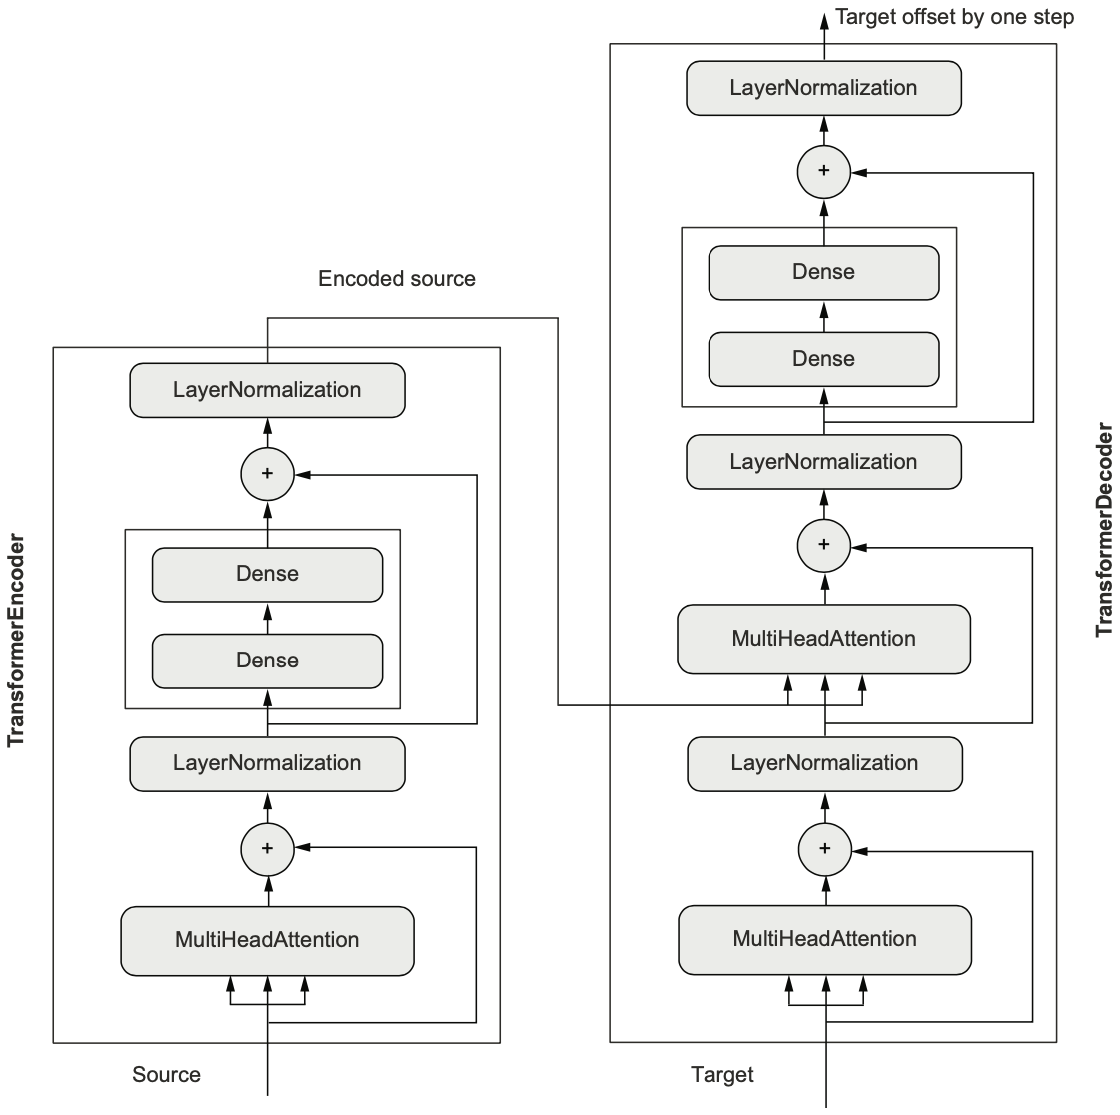 Target offset by one step
LayerNormalization
+
Dense
Dense
LayerNormalization
+
MultiHeadAttention
LayerNormalization
+
MultiHeadAttention
Target
TransformerDecoder
Encoded source
LayerNormalization
+
Dense
Dense
LayerNormalization
+
MultiHeadAttention
Source
TransformerEncoder